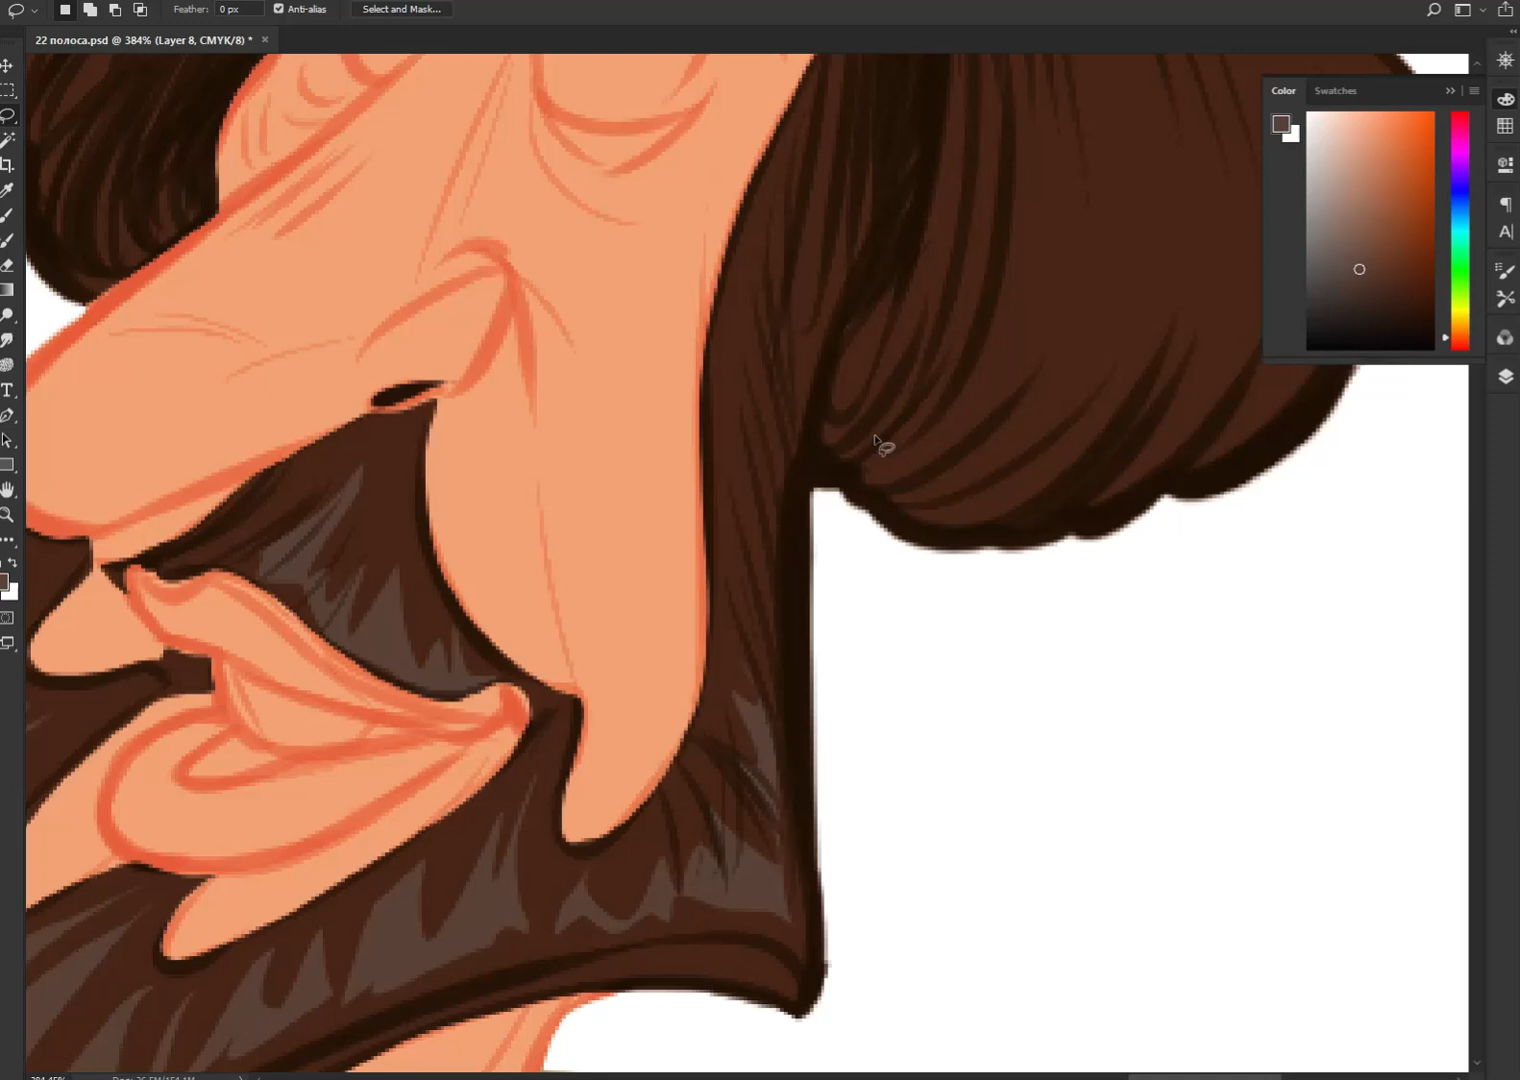 Feather: 0 px Anti-alias Select and Mask...
22 полоса.psd @ 384% (Layer 8, CMYK/8) * ×
Color Swatches